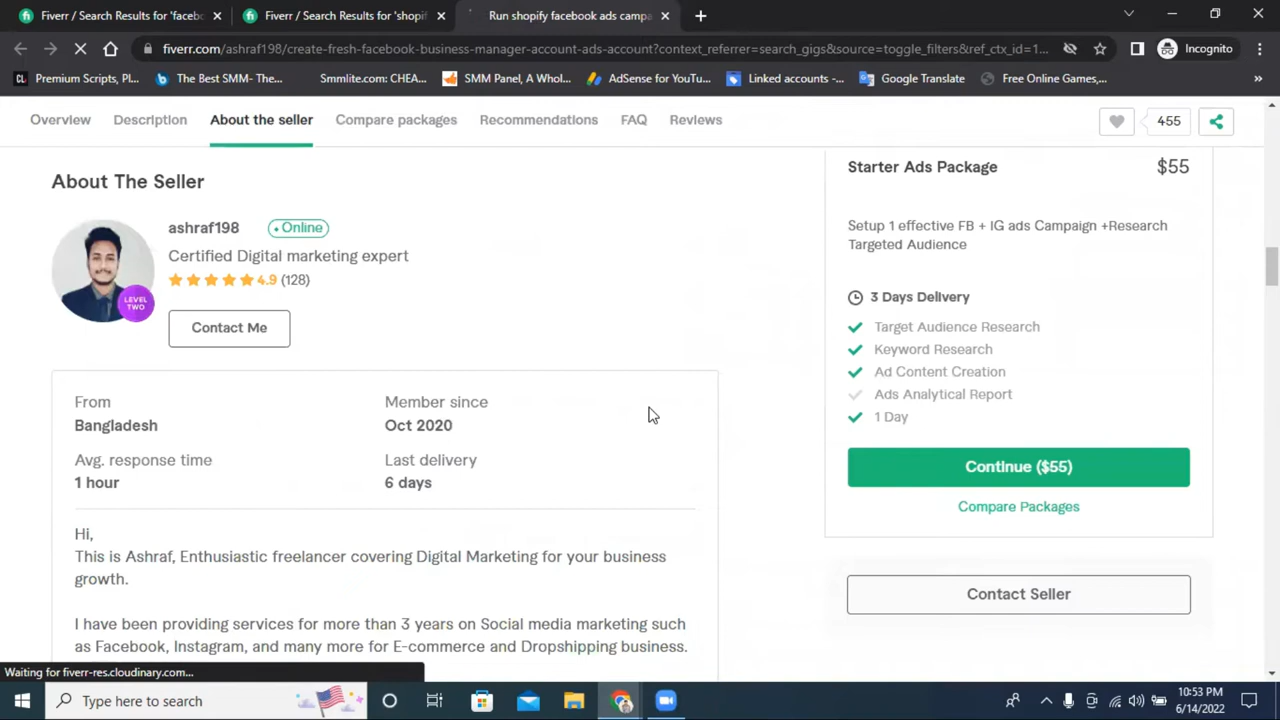 Fiverr / Search Results for 'faceb
Fiverr / Search Results for 'shopif
Run shopify facebook ads campa
fiverr.com/ashraf198/create-fresh-facebook-business-manager-account-ads-account?context_referrer=search_gigs&source=toggle_filters&ref_ctx_id=1...
Incognito
Premium Scripts, Pl...
The Best SMM- The...
Smmlite.com: CHEA...
SMM Panel, A Whol...
AdSense for YouTu...
Linked accounts -...
Google Translate
Free Online Games,...
Overview
Description
About the seller
Compare packages
Recommendations
FAQ
Reviews
455
About The Seller
ashraf198
Online
Certified Digital marketing expert
4.9 (128)
LEVEL
TWO
Contact Me
From
Bangladesh
Member since
Oct 2020
Avg. response time
1 hour
Last delivery
6 days
Hi,
This is Ashraf, Enthusiastic freelancer covering Digital Marketing for your business
growth.
I have been providing services for more than 3 years on Social media marketing such
as Facebook, Instagram, and many more for E-commerce and Dropshipping business.
Starter Ads Package
$55
Setup 1 effective FB + IG ads Campaign +Research
Targeted Audience
3 Days Delivery
Target Audience Research
Keyword Research
Ad Content Creation
Ads Analytical Report
1 Day
Continue ($55)
Compare Packages
Contact Seller
Waiting for fiverr-res.cloudinary.com...
Type here to search
10:53 PM
6/14/2022